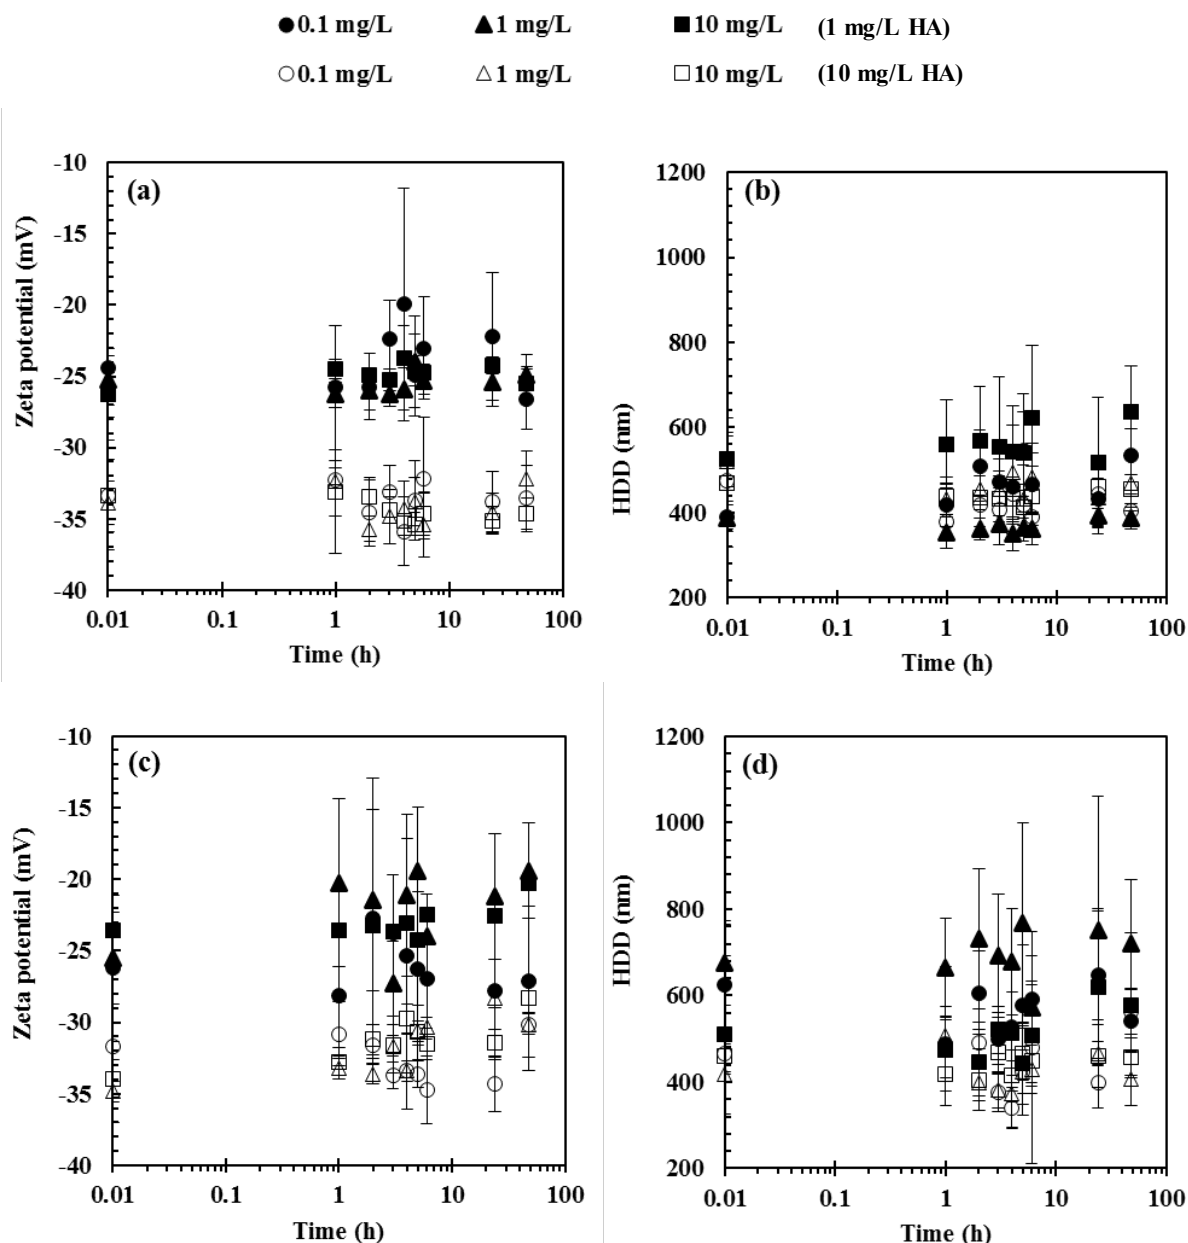 0.1 mg/L 1 mg/L 10 mg/L (1 mg/L HA)
0.1 mg/L 1 mg/L 10 mg/L (10 mg/L HA)
(a)
Zeta potential (mV)
-10
-15
-20
-25
-30
-35
-40
0.01 0.1 1 10 100
Time (h)
(b)
HDD (nm)
1200
1000
800
600
400
200
0.01 0.1 1 10 100
Time (h)
(c)
Zeta potential (mV)
-10
-15
-20
-25
-30
-35
-40
0.01 0.1 1 10 100
Time (h)
(d)
HDD (nm)
1200
1000
800
600
400
200
0.01 0.1 1 10 100
Time (h)